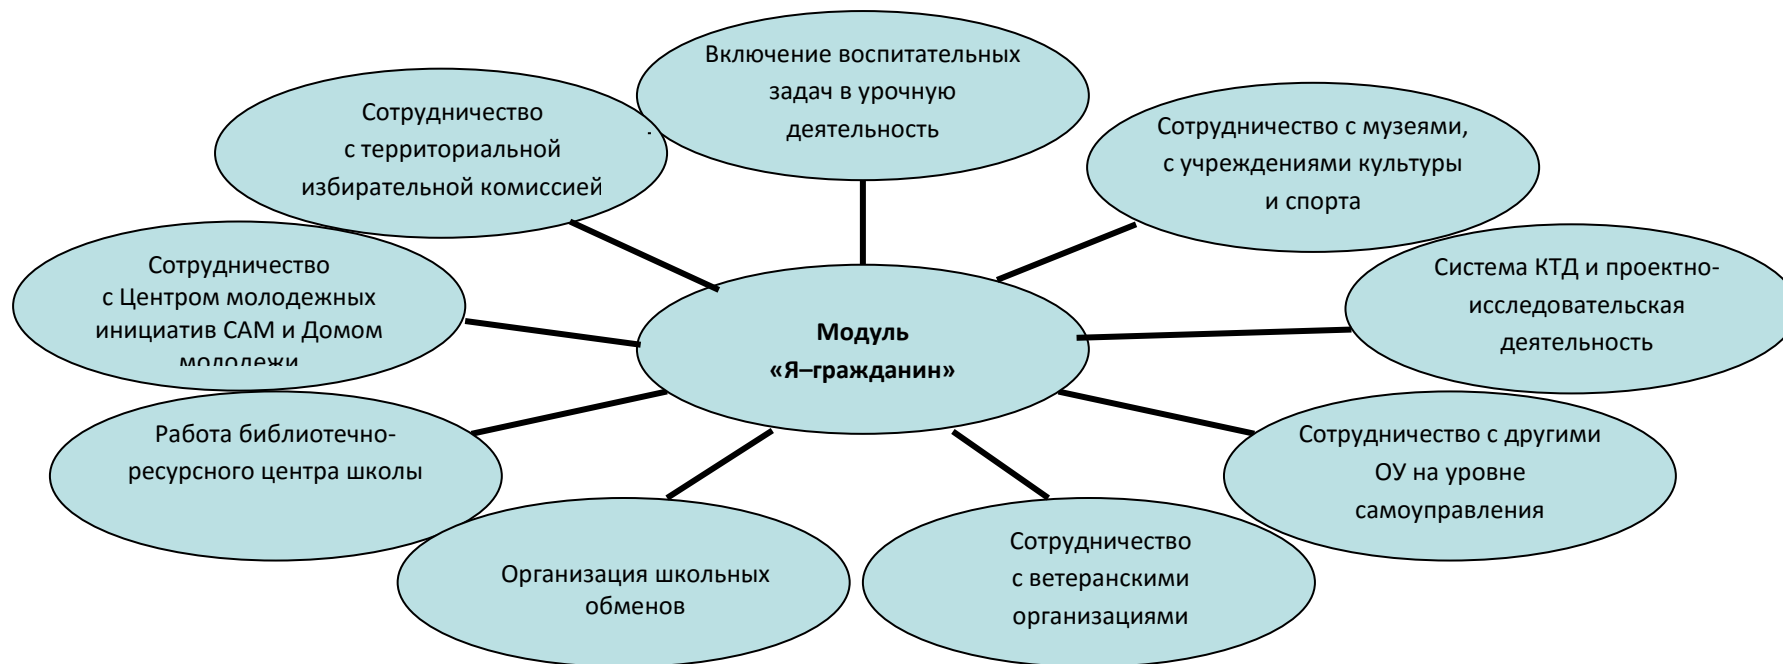 Включение воспитательных
задач в урочную
деятельность
Сотрудничество
с территориальной
избирательной комиссией
Сотрудничество с музеями,
с учреждениями культуры
и спорта
Сотрудничество
с Центром молодежных
инициатив САМ и Домом
молодежи
Система КТД и проектно-
исследовательская
деятельность
Модуль
«Я–гражданин»
Работа библиотечно-
ресурсного центра школы
Сотрудничество с другими
ОУ на уровне
самоуправления
Организация школьных
обменов
Сотрудничество
с ветеранскими
организациями